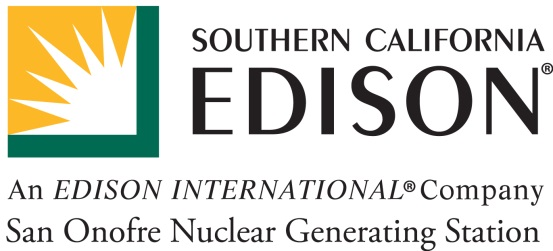 SOUTHERN CALIFORNIA
EDISON®
An EDISON INTERNATIONAL® Company
San Onofre Nuclear Generating Station